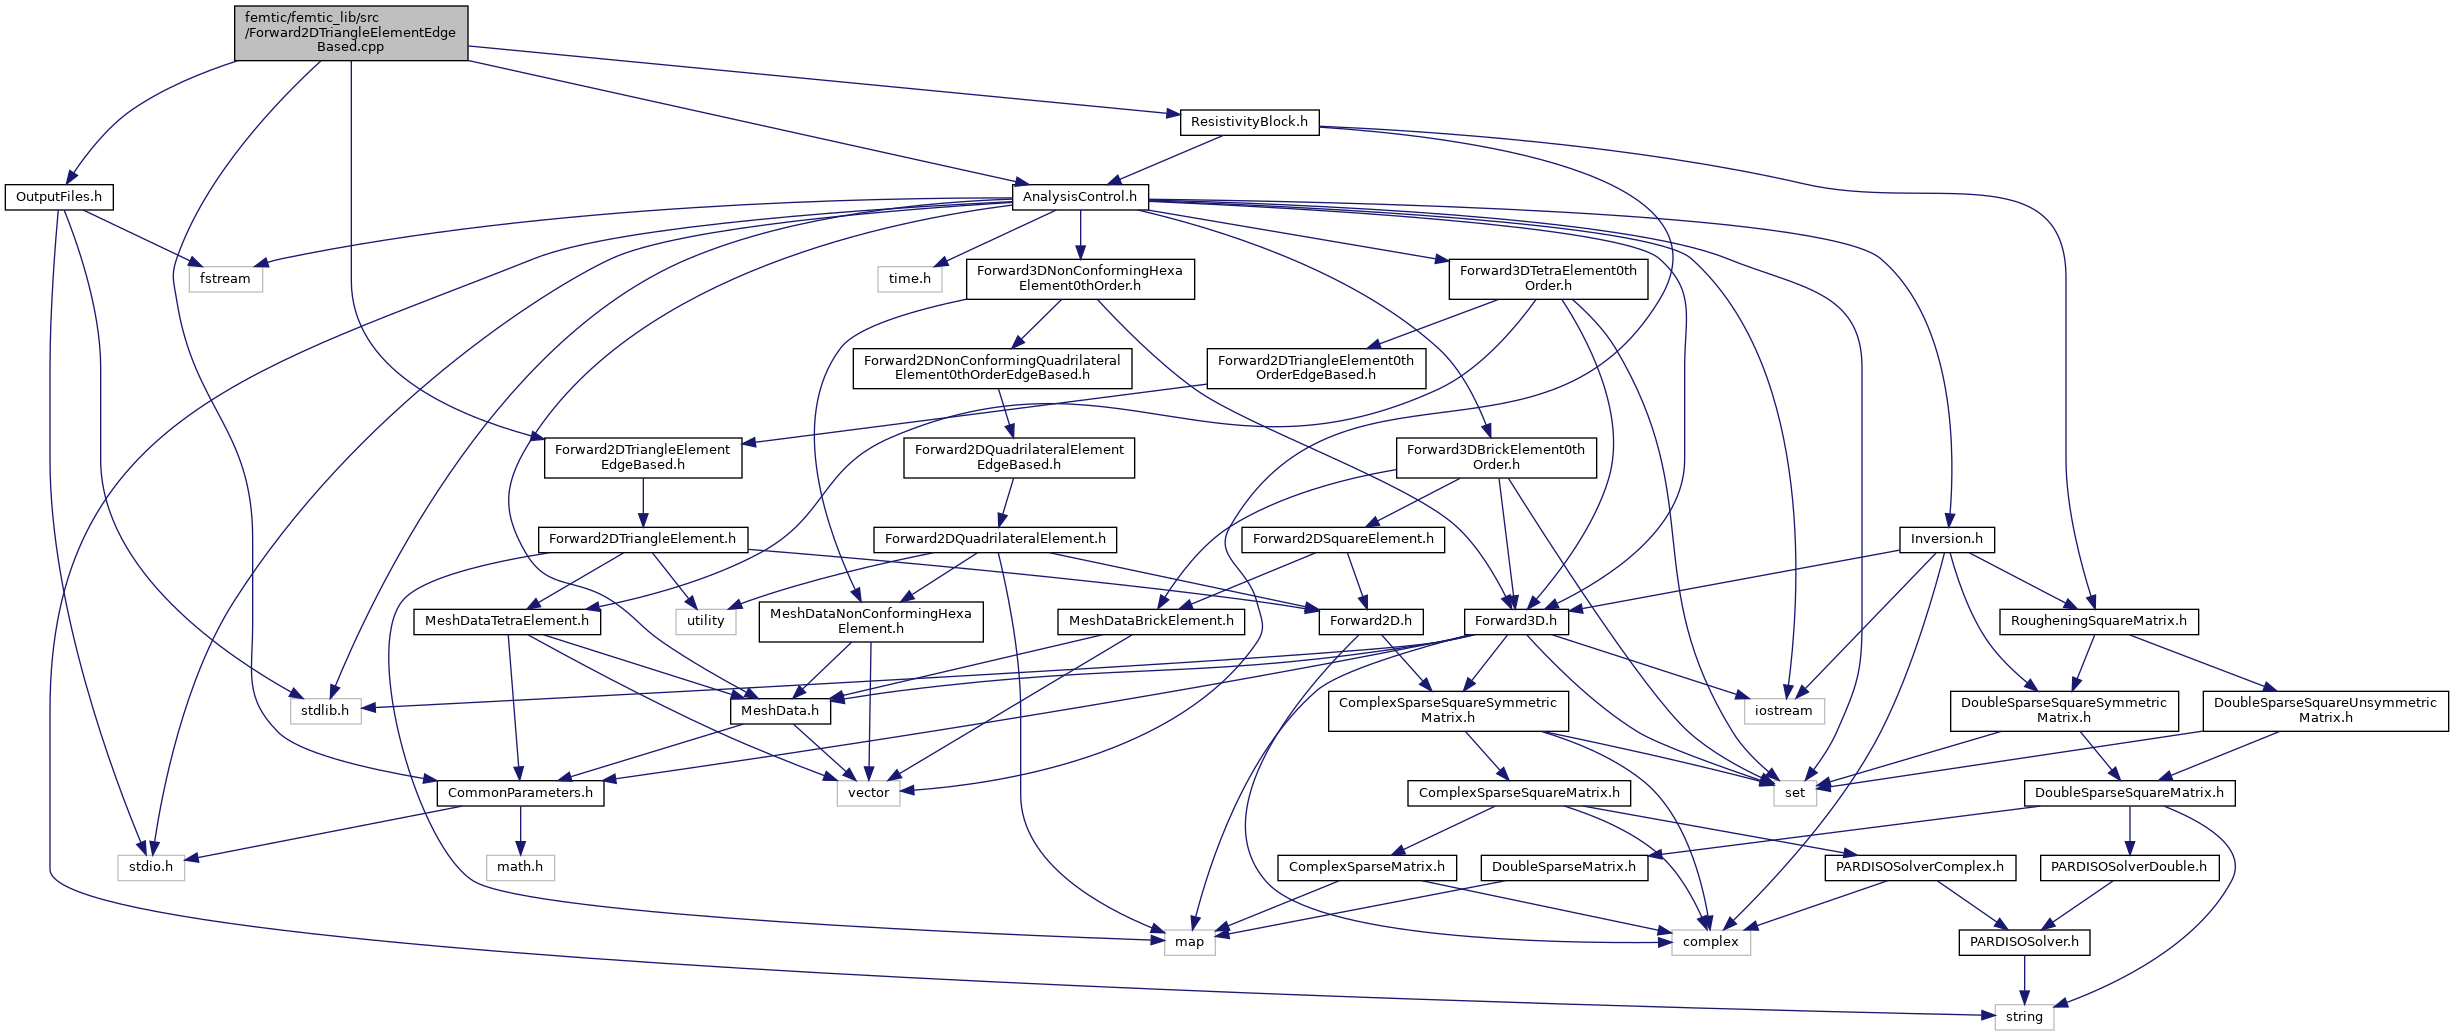 femtic/femtic_lib/src
/Forward2DTriangleElementEdge
Based.cpp
ResistivityBlock.h
OutputFiles.h
AnalysisControl.h
fstream
time.h
Forward3DNonConformingHexa
Element0thOrder.h
Forward3DTetraElement0th
Order.h
Forward2DNonConformingQuadrilateral
Element0thOrderEdgeBased.h
Forward2DTriangleElement0th
OrderEdgeBased.h
Forward2DTriangleElement
EdgeBased.h
Forward2DQuadrilateralElement
EdgeBased.h
Forward3DBrickElement0th
Order.h
Forward2DTriangleElement.h
Forward2DQuadrilateralElement.h
Forward2DSquareElement.h
Inversion.h
MeshDataTetraElement.h
utility
MeshDataNonConformingHexa
Element.h
MeshDataBrickElement.h
Forward2D.h
Forward3D.h
RougheningSquareMatrix.h
stdlib.h
MeshData.h
ComplexSparseSquareSymmetric
Matrix.h
iostream
DoubleSparseSquareSymmetric
Matrix.h
DoubleSparseSquareUnsymmetric
Matrix.h
CommonParameters.h
vector
ComplexSparseSquareMatrix.h
set
DoubleSparseSquareMatrix.h
stdio.h
math.h
ComplexSparseMatrix.h
DoubleSparseMatrix.h
PARDISOSolverComplex.h
PARDISOSolverDouble.h
map
complex
PARDISOSolver.h
string